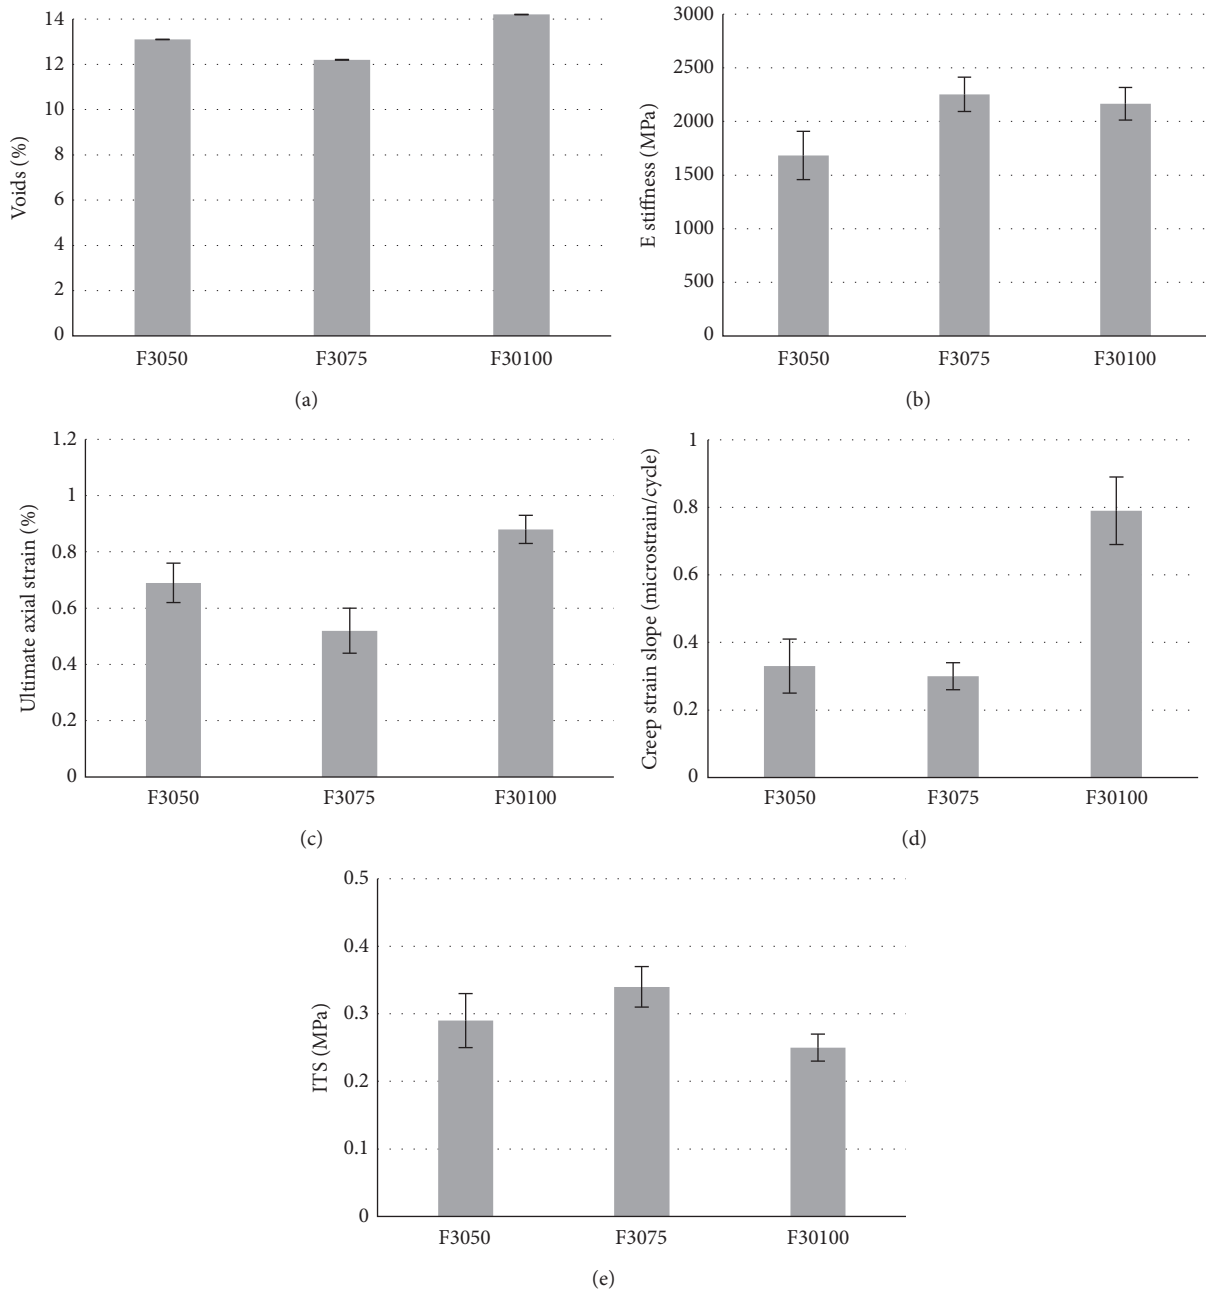 14
12
10
8
6
4
2
0
Voids (%)
F3050 F3075 F30100
(a)
3000
2500
2000
1500
1000
500
0
E stiffness (MPa)
F3050 F3075 F30100
(b)
1.2
1
0.8
0.6
0.4
0.2
0
Ultimate axial strain (%)
F3050 F3075 F30100
(c)
1
0.8
0.6
0.4
0.2
0
Creep strain slope (microstrain/cycle)
F3050 F3075 F30100
(d)
0.5
0.4
0.3
0.2
0.1
0
ITS (MPa)
F3050 F3075 F30100
(e)